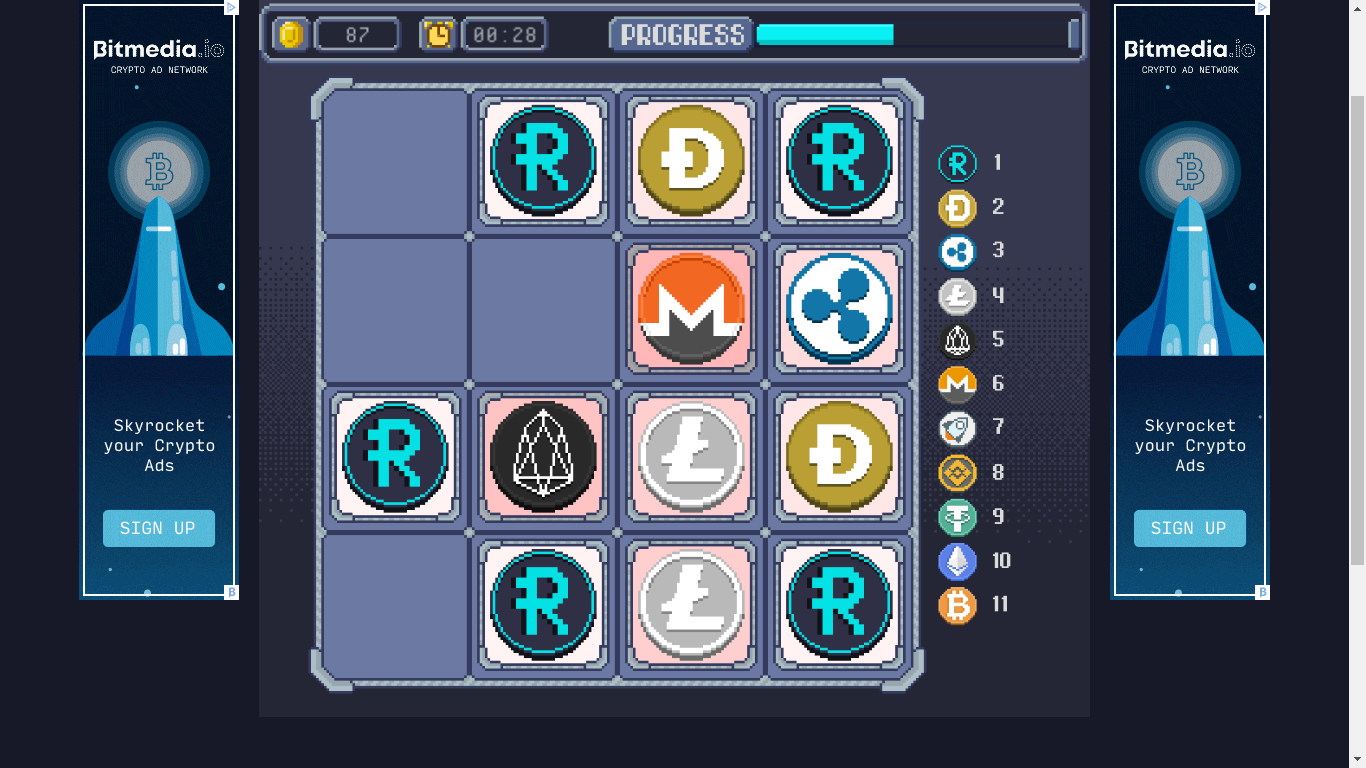 Bitmedia.io
CRYPTO AD NETWORK
Skyrocket
your Crypto
Ads
SIGN UP
B
87
00:28
PROGRESS
1
2
3
4
5
6
7
8
9
10
11
Bitmedia.io
CRYPTO AD NETWORK
Skyrocket
your Crypto
Ads
SIGN UP
B